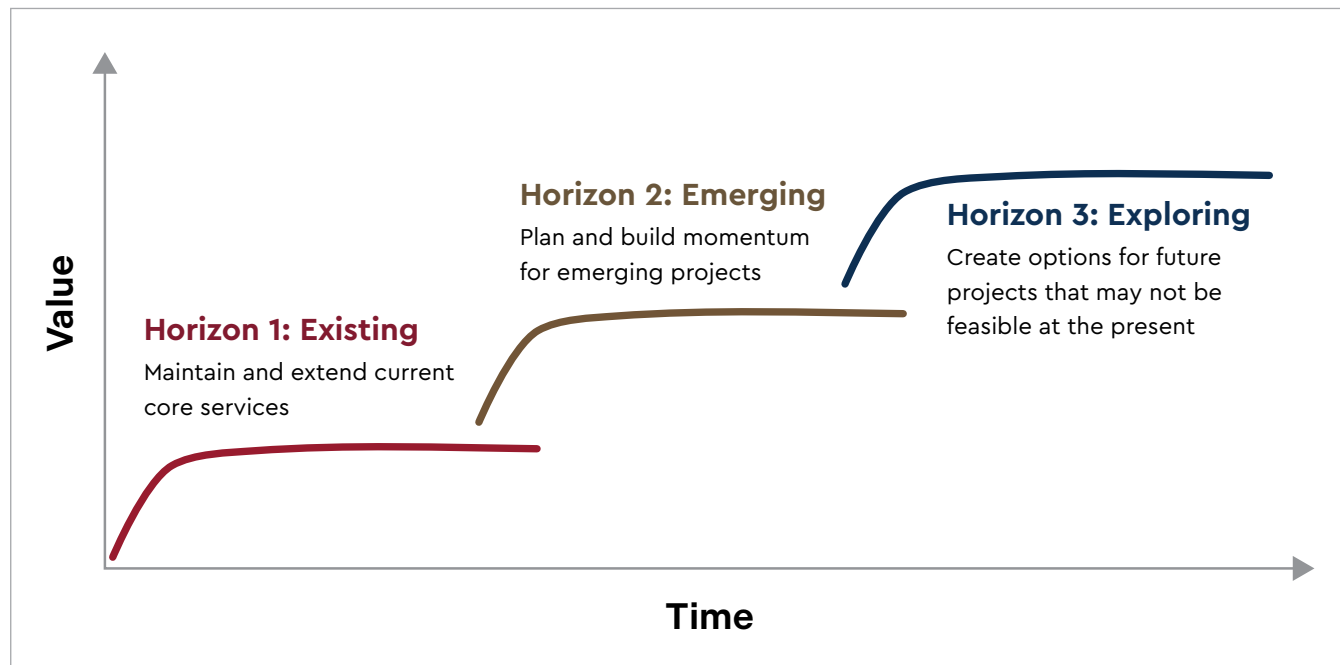 Value
Horizon 1: Existing
Maintain and extend current
core services
Horizon 2: Emerging
Plan and build momentum
for emerging projects
Horizon 3: Exploring
Create options for future
projects that may not be
feasible at the present
Time